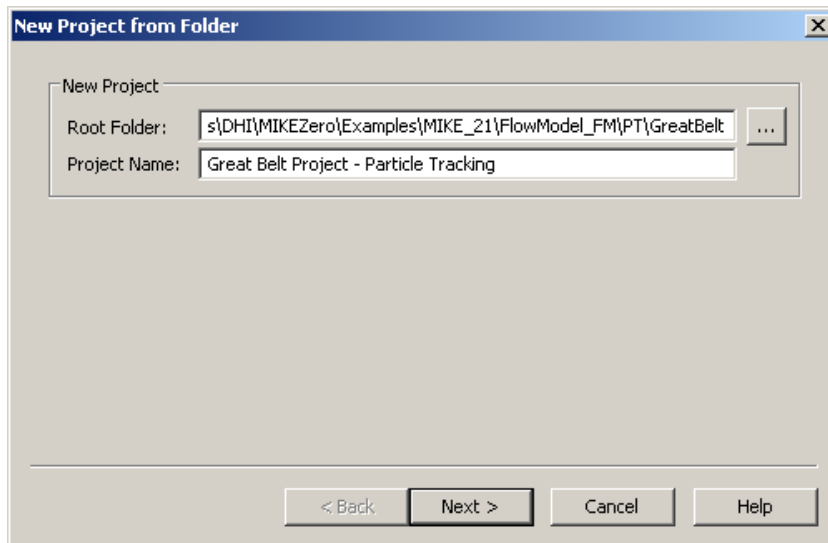 New Project from Folder
New Project
Root Folder: s\DHI\MIKEZero\Examples\MIKE_21\FlowModel_FM\PT\GreatBelt ...
Project Name: Great Belt Project - Particle Tracking
< Back Next > Cancel Help